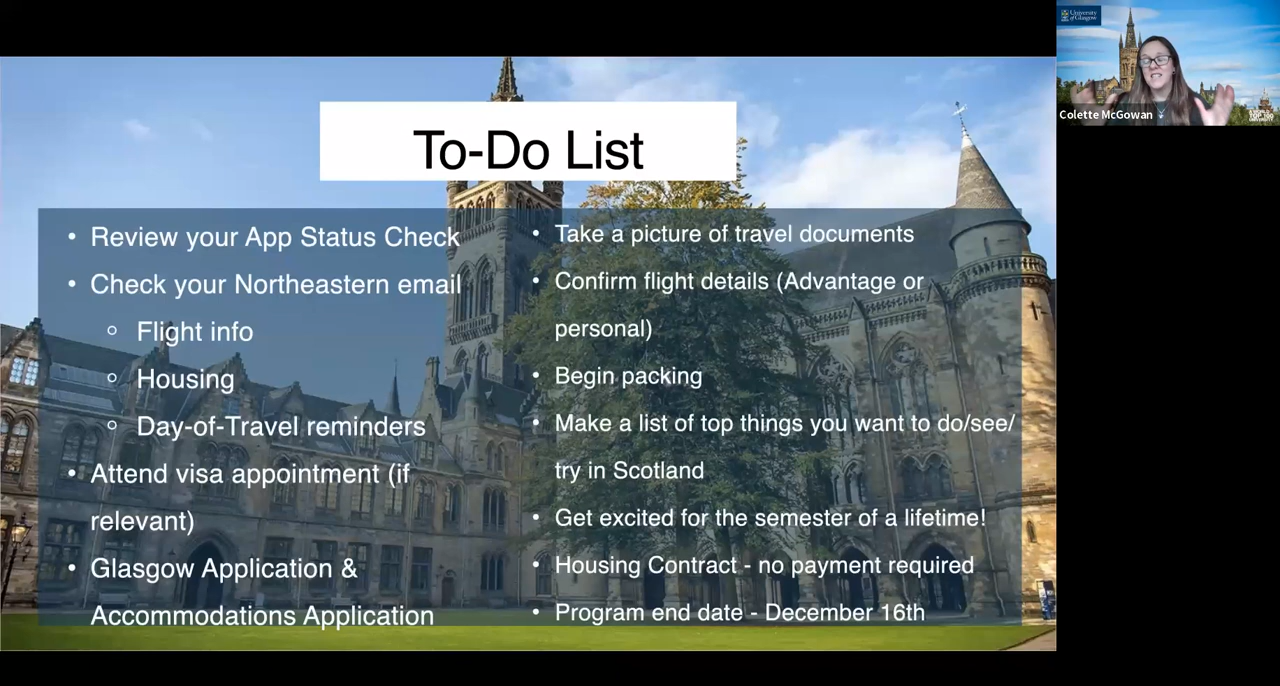 To-Do List
• Review your App Status Check
• Check your Northeastern email
○ Flight info
○ Housing
○ Day-of-Travel reminders
• Attend visa appointment (if
relevant)
• Glasgow Application &
Accommodations Application
• Take a picture of travel documents
• Confirm flight details (Advantage or
personal)
• Begin packing
• Make a list of top things you want to do/see/
try in Scotland
• Get excited for the semester of a lifetime!
• Housing Contract - no payment required
• Program end date - December 16th
University
of Glasgow
Colette McGowan
A WORLD
TOP 100
UNIVERSITY